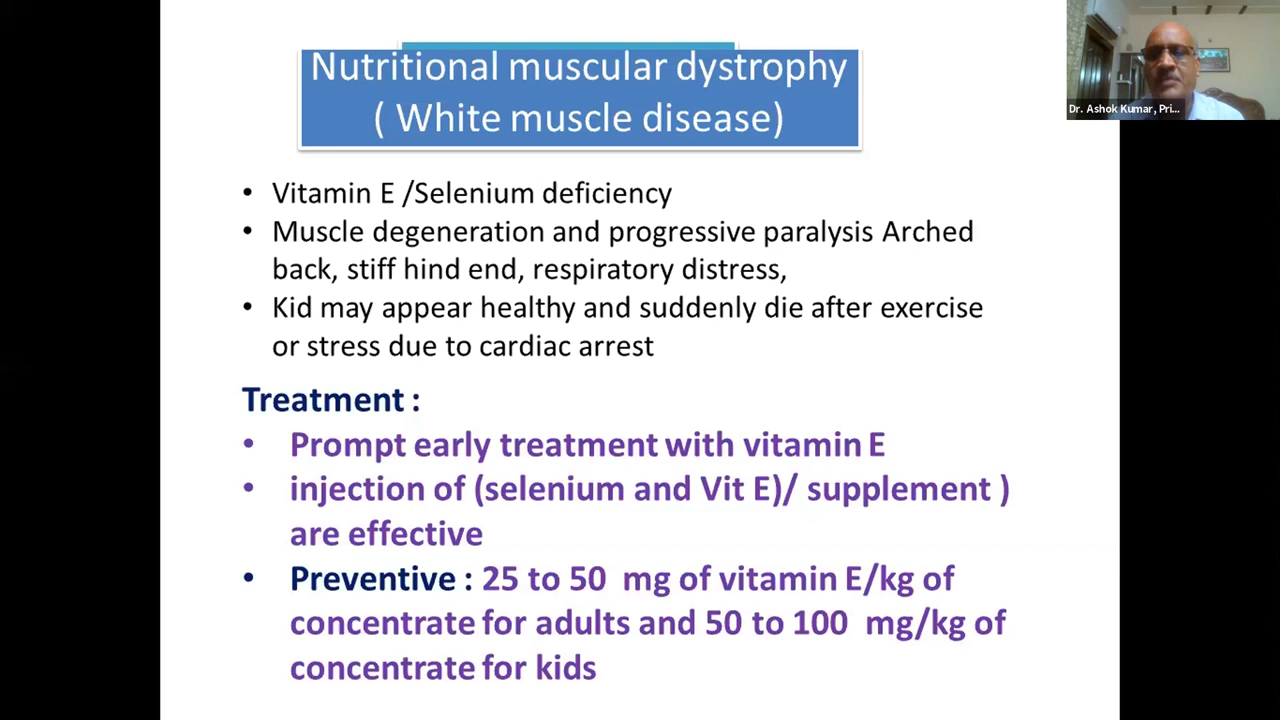 Nutritional muscular dystrophy
( White muscle disease)
Dr. Ashok Kumar, Pri...
• Vitamin E /Selenium deficiency
• Muscle degeneration and progressive paralysis Arched
back, stiff hind end, respiratory distress,
• Kid may appear healthy and suddenly die after exercise
or stress due to cardiac arrest
Treatment :
• Prompt early treatment with vitamin E
• injection of (selenium and Vit E)/ supplement )
are effective
• Preventive : 25 to 50 mg of vitamin E/kg of
concentrate for adults and 50 to 100 mg/kg of
concentrate for kids